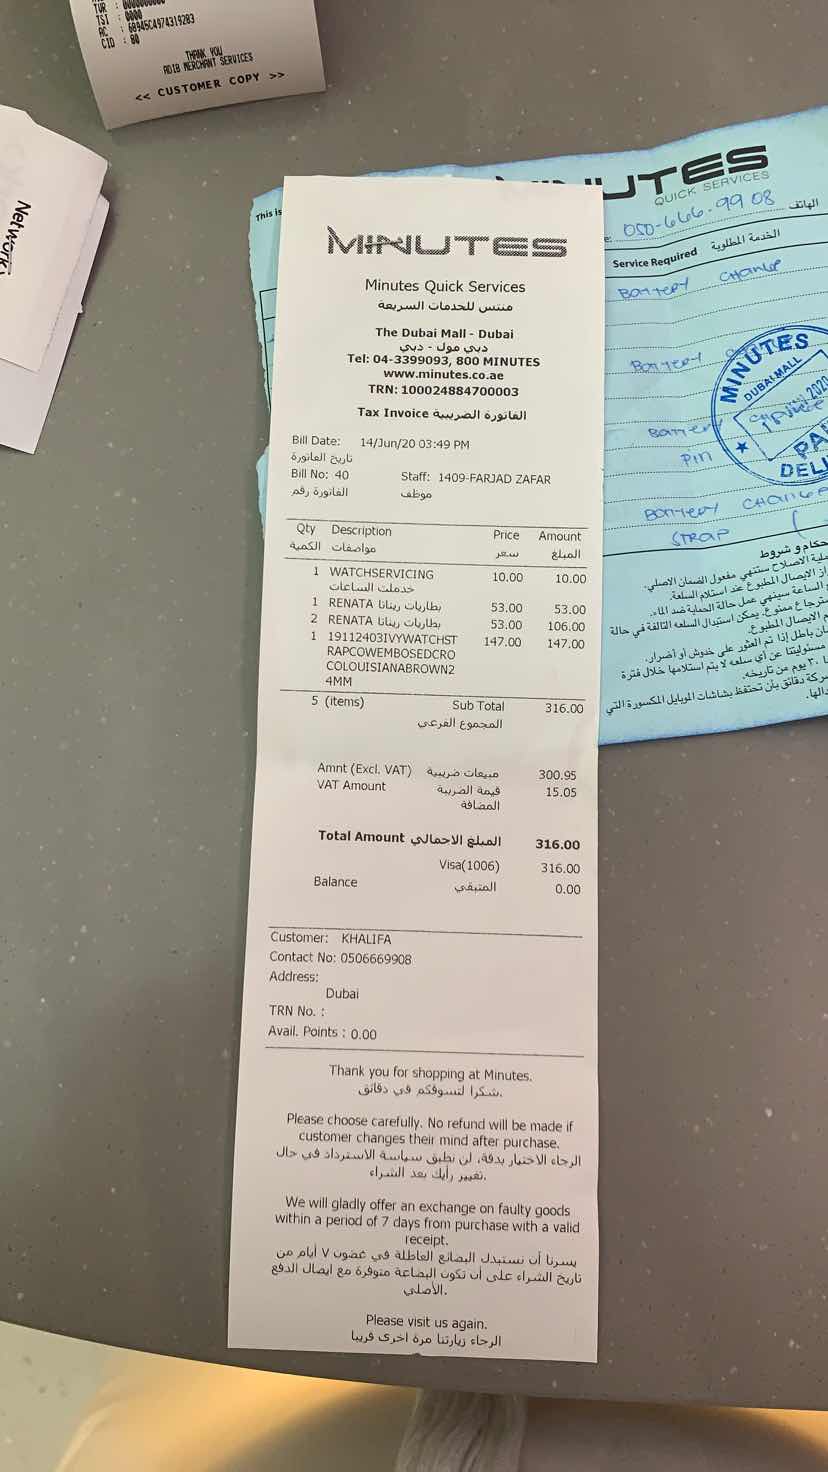 TVR : 0000000000
TSI : 0000
AC : 68945C4974319283
CID : 80
THANK YOU
ADIB MERCHANT SERVICES
<< CUSTOMER COPY >>
Network
MINUTES
QUICK SERVICES
This is
050-666-9908
الهاتف
Service Required الخدمة المطلوبة
Battery change
Battery
Battery
Pin
Battery change
Strap
MINUTES
DUBAI MALL
2020
MINUTES
Minutes Quick Services
منتس للخدمات السريعة
The Dubai Mall - Dubai
دبي مول - دبي
Tel: 04-3399093, 800 MINUTES
www.minutes.co.ae
TRN: 100024884700003
Tax Invoice الفاتورة الضريبية
Bill Date: 14/Jun/20 03:49 PM
تاريخ الفاتورة
Bill No: 40 Staff: 1409-FARJAD ZAFAR
الفاتورة رقم موظف
Qty Description Price Amount
الكمية مواصفات سعر المبلغ
1 WATCHSERVICING 10.00 10.00
خدملت الساعات
1 RENATA بطاريات رينانا 53.00 53.00
2 RENATA بطاريات رينانا 53.00 106.00
1 19112403IVYWATCHST 147.00 147.00
RAPCOWEMBOSEDCRO
COLOUISIANABROWN2
4MM
5 (items) Sub Total 316.00
المجموع الفرعي
Amnt (Excl. VAT) مبيعات ضريبية 300.95
VAT Amount قيمة الضريبة 15.05
المضافة
Total Amount المبلغ الاجمالي 316.00
Visa(1006) 316.00
Balance المتبقي 0.00
Customer: KHALIFA
Contact No: 0506669908
Address:
Dubai
TRN No. :
Avail. Points : 0.00
Thank you for shopping at Minutes.
شكرا لتسوقكم في دقائق.
Please choose carefully. No refund will be made if
customer changes their mind after purchase.
الرجاء الاختيار بدقة، لن نطبق سياسة الاسترداد في حال
تغيير رأيك بعد الشراء.
We will gladly offer an exchange on faulty goods
within a period of 7 days from purchase with a valid
receipt.
يسرنا أن نستبدل البضائع العاطلة في غضون ٧ أيام من
تاريخ الشراء على أن تكون البضاعة متوفرة مع ايصال الدفع
الأصلي.
Please visit us again.
الرجاء زيارتنا مرة اخرى قريبا